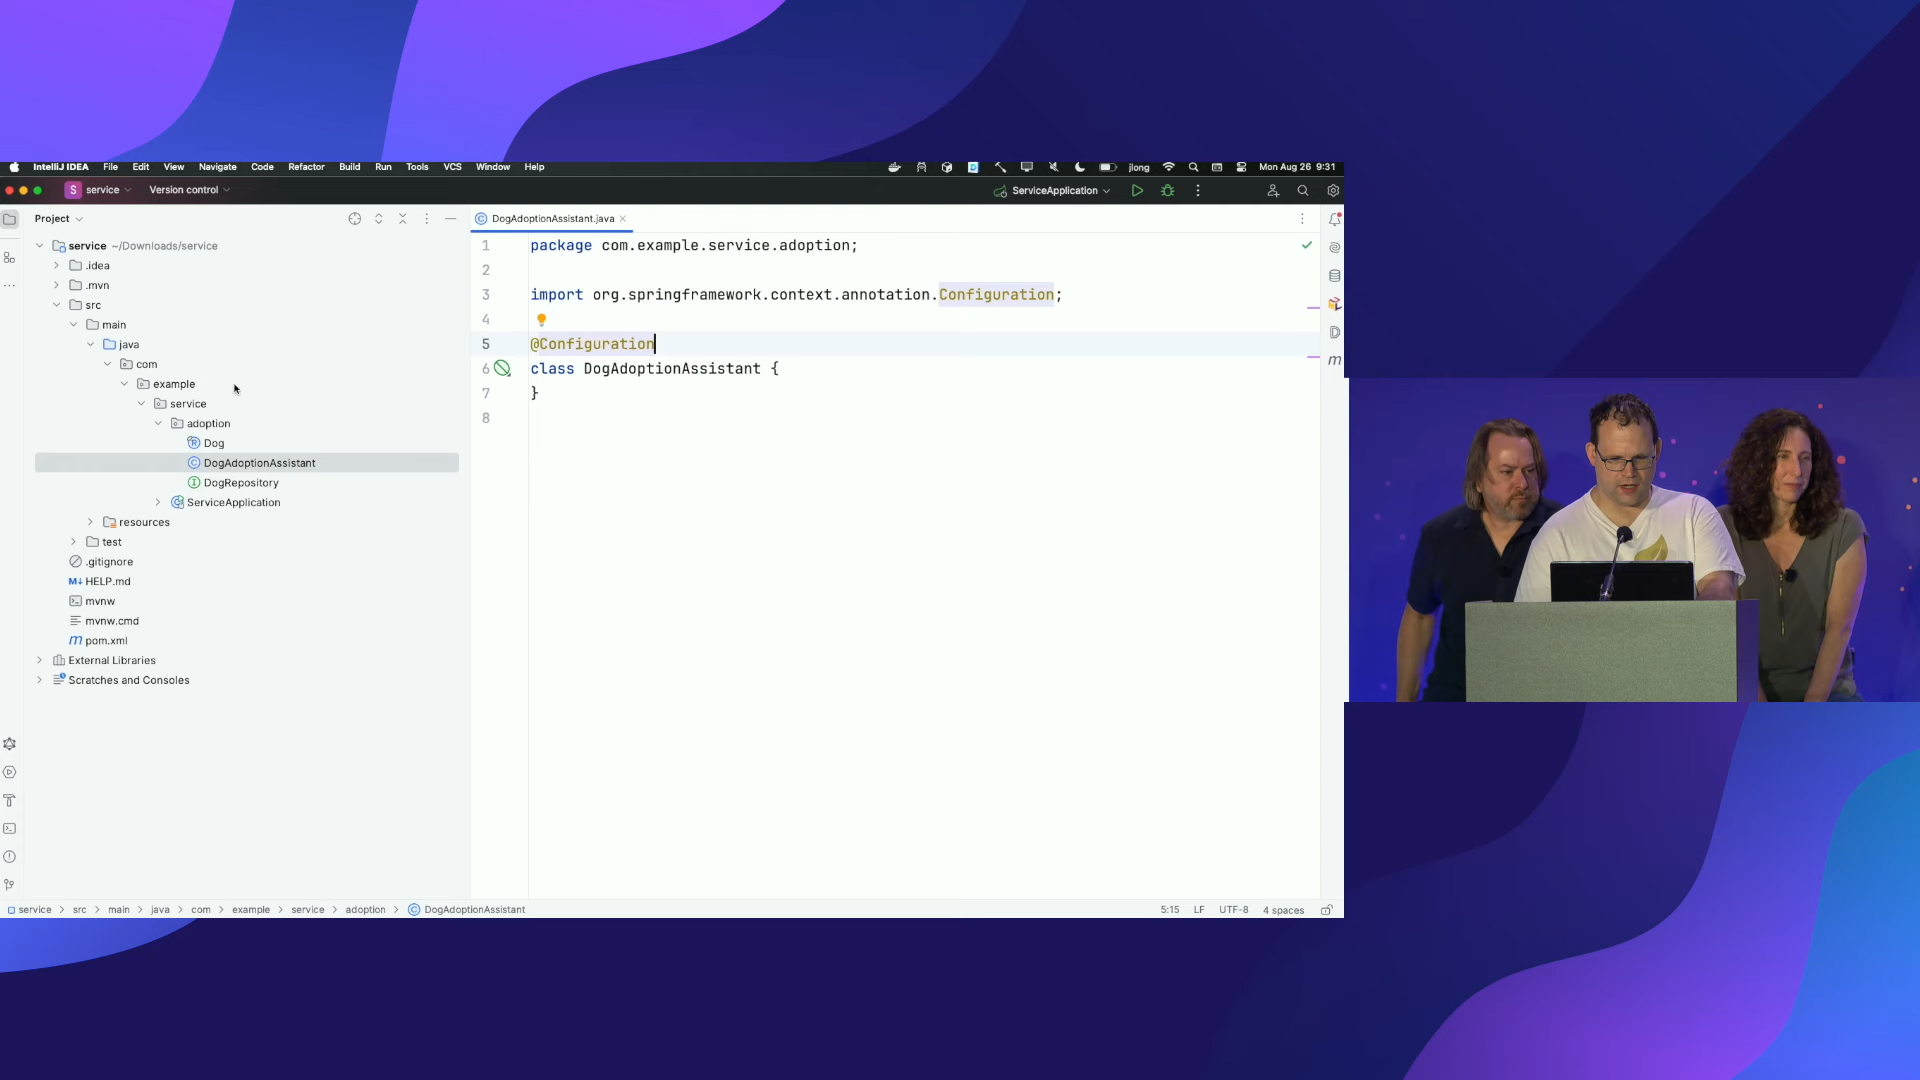 IntelliJ IDEA File Edit View Navigate Code Refactor Build Run Tools VCS Window Help jlong Mon Aug 26 9:31
S service Version control ServiceApplication
Project
DogAdoptionAssistant.java
service ~/Downloads/service
.idea
.mvn
src
main
java
com
example
service
adoption
Dog
DogAdoptionAssistant
DogRepository
ServiceApplication
resources
test
.gitignore
HELP.md
mvnw
mvnw.cmd
pom.xml
External Libraries
Scratches and Consoles
1 package com.example.service.adoption;
2
3 import org.springframework.context.annotation.Configuration;
4
5 @Configuration
6 class DogAdoptionAssistant {
7 }
8
service > src > main > java > com > example > service > adoption > DogAdoptionAssistant 5:15 LF UTF-8 4 spaces